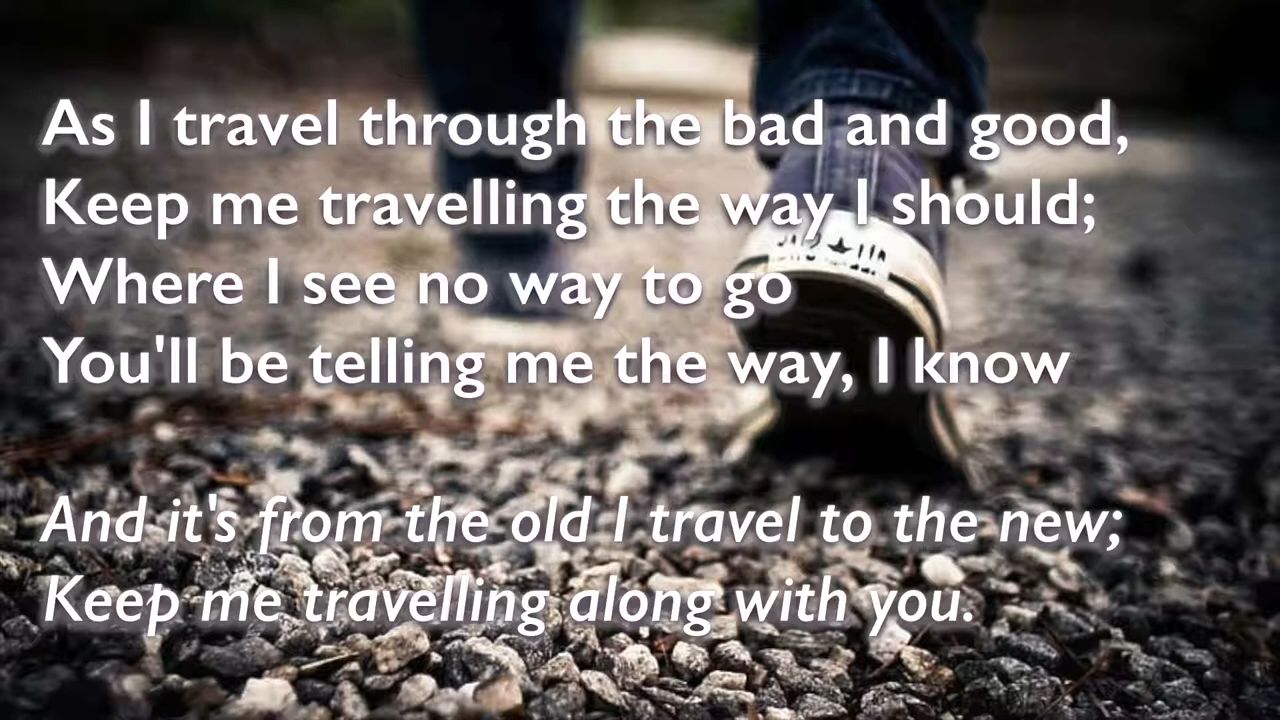 As I travel through the bad and good,
Keep me travelling the way I should;
Where I see no way to go
You'll be telling me the way, I know
And it's from the old I travel to the new;
Keep me travelling along with you.